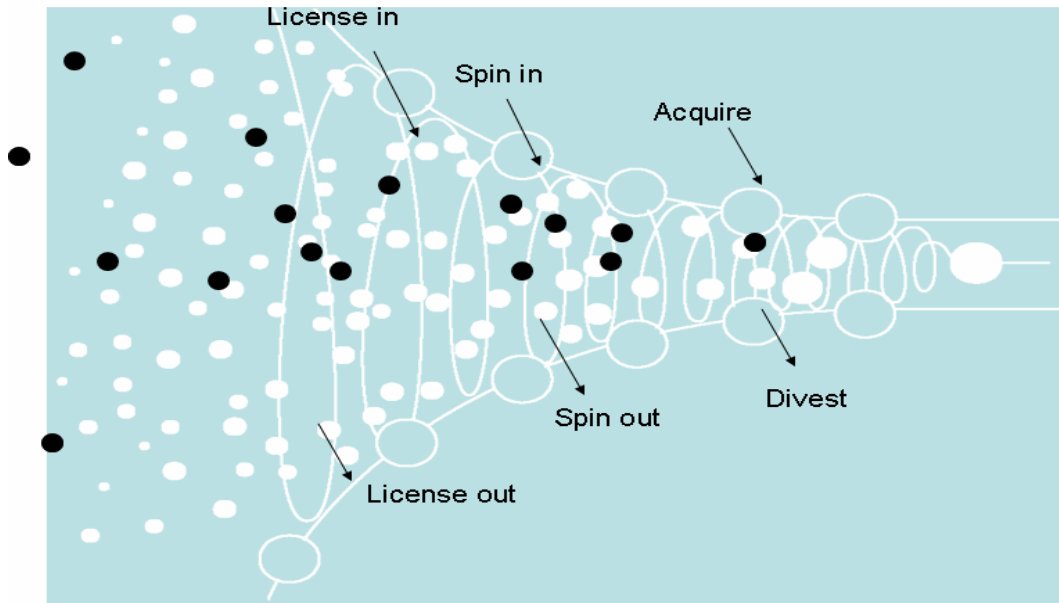 License in
Spin in
Acquire
Divest
Spin out
License out